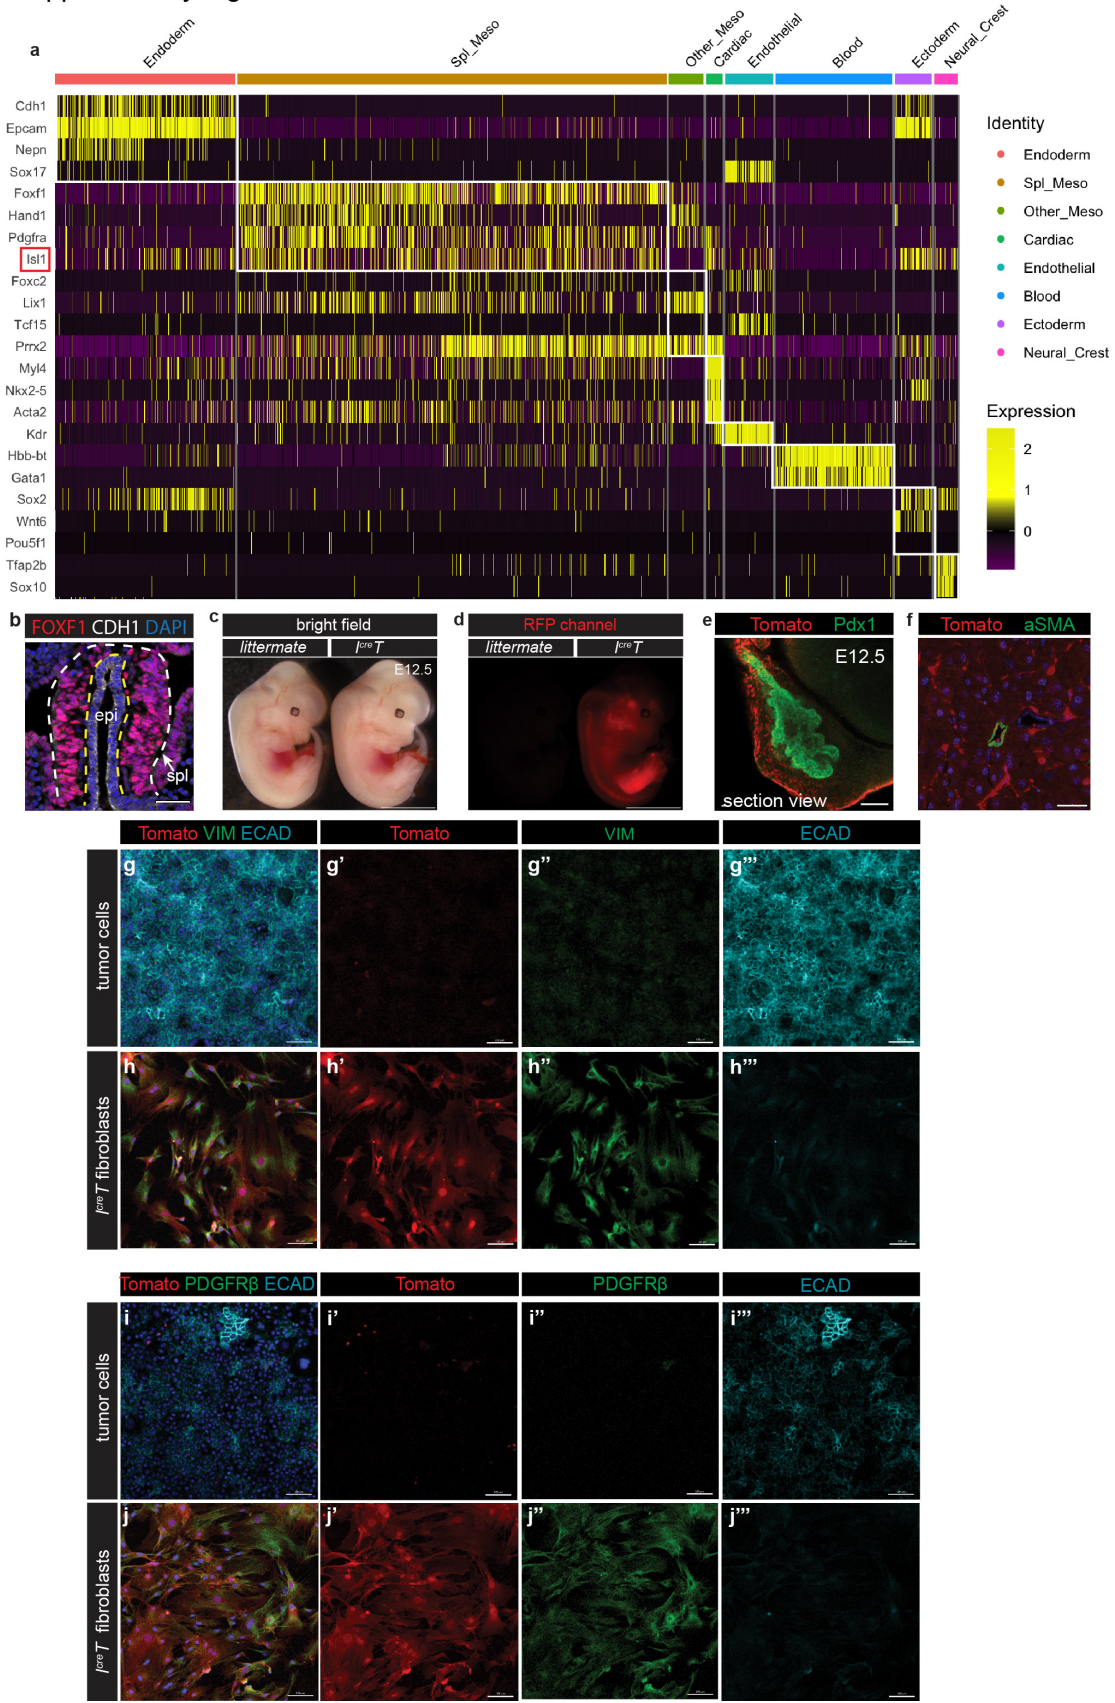 a
Endoderm
Spl_Meso
Other_Meso
Cardiac
Endothelial
Blood
Ectoderm
Neural_Crest
Cdh1
Epcam
Nepn
Sox17
Foxf1
Hand1
Pdgfra
Isl1
Foxc2
Lix1
Tcf15
Prrx2
Myl4
Nkx2-5
Acta2
Kdr
Hbb-bt
Gata1
Sox2
Wnt6
Pou5f1
Tfap2b
Sox10
Identity
Endoderm
Spl_Meso
Other_Meso
Cardiac
Endothelial
Blood
Ectoderm
Neural_Crest
Expression
2
1
0
b
FOXF1 CDH1 DAPI
epi
spl
c
bright field
littermate
IcreT
E12.5
d
RFP channel
littermate
IcreT
e
Tomato Pdx1
E12.5
section view
f
Tomato aSMA
Tomato VIM ECAD
Tomato
VIM
ECAD
tumor cells
g
g’
g’’
g’’’
IcreT fibroblasts
h
h’
h’’
h’’’
Tomato PDGFRβ ECAD
Tomato
PDGFRβ
ECAD
tumor cells
i
i’
i’’
i’’’
IcreT fibroblasts
j
j’
j’’
j’’’